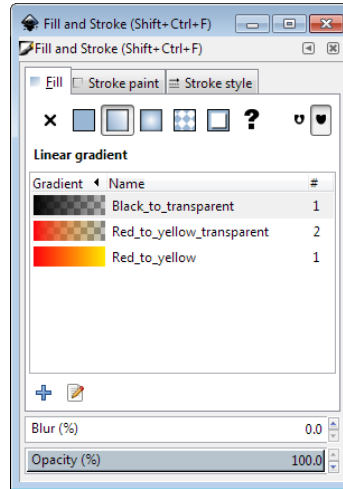 Fill and Stroke (Shift+Ctrl+F)
Fill and Stroke (Shift+Ctrl+F)
Fill Stroke paint Stroke style
?
Linear gradient
Gradient Name #
Black_to_transparent 1
Red_to_yellow_transparent 2
Red_to_yellow 1
Blur (%) 0.0
Opacity (%) 100.0